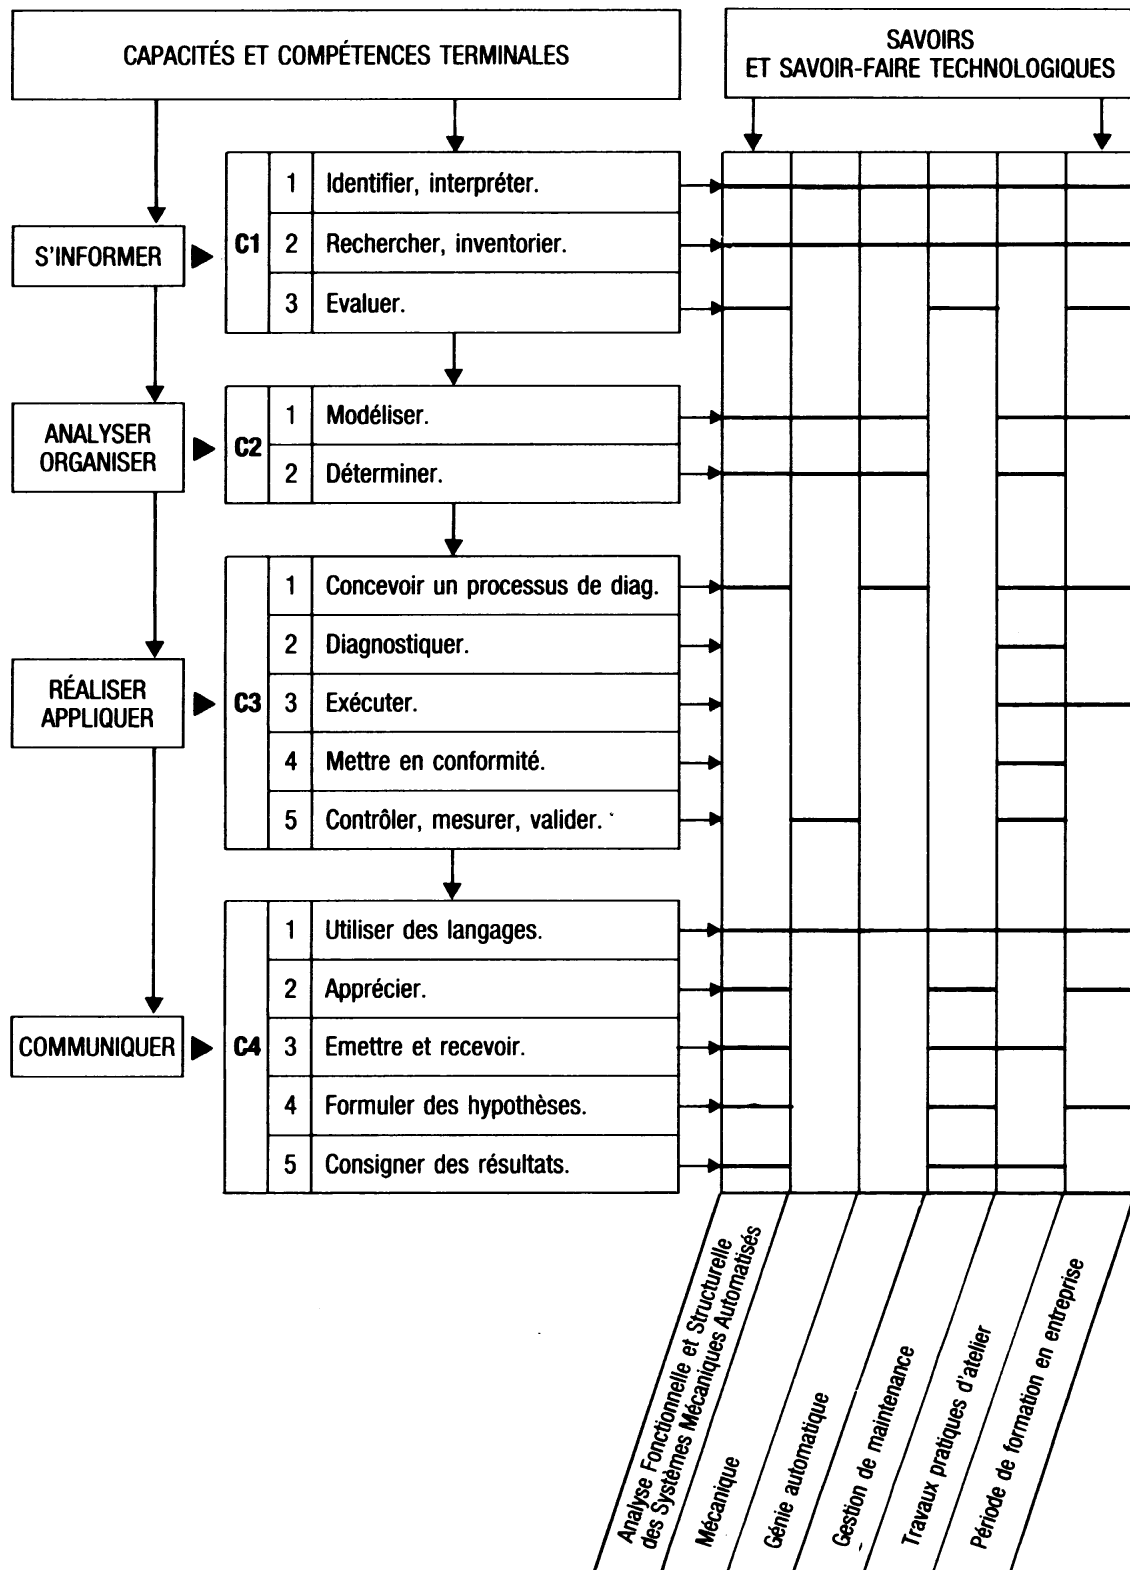 CAPACITÉS ET COMPÉTENCES TERMINALES
SAVOIRS
ET SAVOIR-FAIRE TECHNOLOGIQUES
S'INFORMER
C1
1 Identifier, interpréter.
2 Rechercher, inventorier.
3 Evaluer.
ANALYSER
ORGANISER
C2
1 Modéliser.
2 Déterminer.
RÉALISER
APPLIQUER
C3
1 Concevoir un processus de diag.
2 Diagnostiquer.
3 Exécuter.
4 Mettre en conformité.
5 Contrôler, mesurer, valider.
COMMUNIQUER
C4
1 Utiliser des langages.
2 Apprécier.
3 Emettre et recevoir.
4 Formuler des hypothèses.
5 Consigner des résultats.
Analyse Fonctionnelle et Structurelle
des Systèmes Mécaniques Automatisés
Mécanique
Génie automatique
Gestion de maintenance
Travaux pratiques d'atelier
Période de formation en entreprise